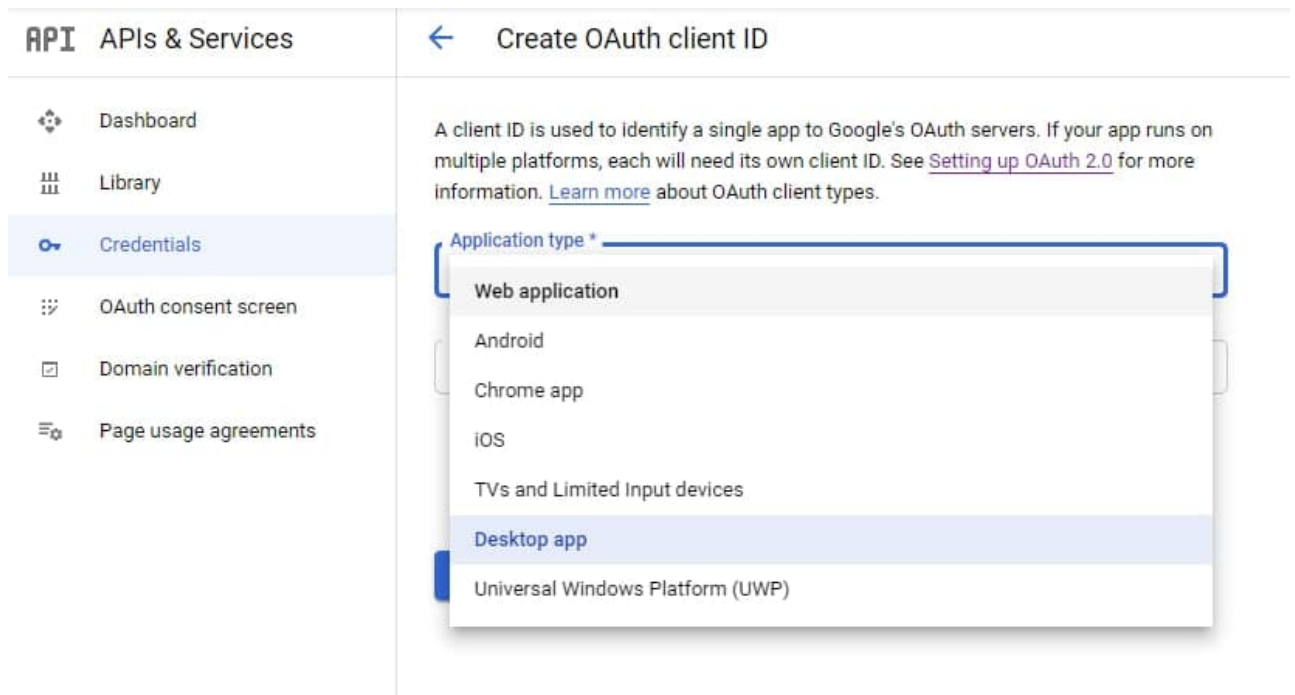 API APIs & Services
Create OAuth client ID
Dashboard
Library
Credentials
OAuth consent screen
Domain verification
Page usage agreements
A client ID is used to identify a single app to Google's OAuth servers. If your app runs on
multiple platforms, each will need its own client ID. See Setting up OAuth 2.0 for more
information. Learn more about OAuth client types.
Application type *
Web application
Android
Chrome app
iOS
TVs and Limited Input devices
Desktop app
Universal Windows Platform (UWP)